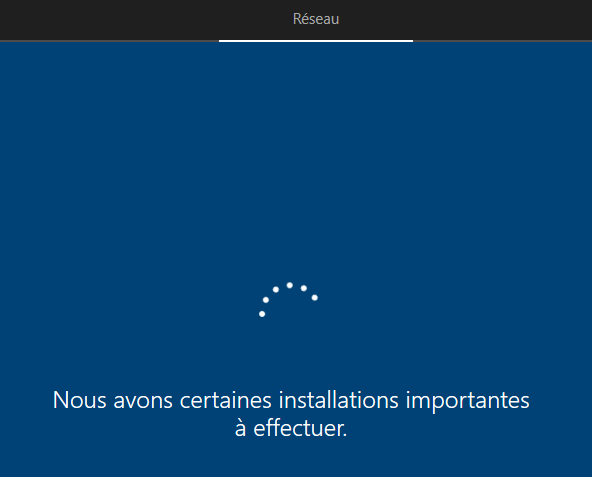 Réseau
Nous avons certaines installations importantes
à effectuer.